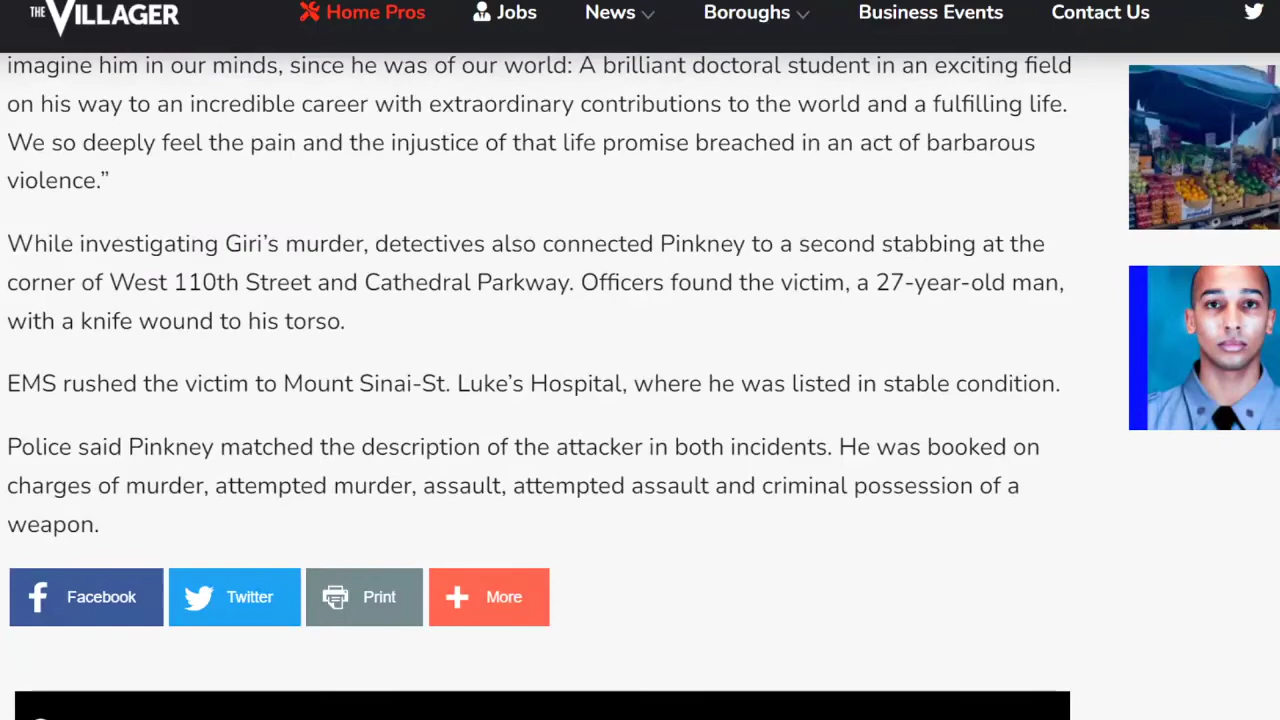 THE VILLAGER
Home Pros
Jobs
News
Boroughs
Business Events
Contact Us
imagine him in our minds, since he was of our world: A brilliant doctoral student in an exciting field
on his way to an incredible career with extraordinary contributions to the world and a fulfilling life.
We so deeply feel the pain and the injustice of that life promise breached in an act of barbarous
violence.”
While investigating Giri’s murder, detectives also connected Pinkney to a second stabbing at the
corner of West 110th Street and Cathedral Parkway. Officers found the victim, a 27-year-old man,
with a knife wound to his torso.
EMS rushed the victim to Mount Sinai-St. Luke’s Hospital, where he was listed in stable condition.
Police said Pinkney matched the description of the attacker in both incidents. He was booked on
charges of murder, attempted murder, assault, attempted assault and criminal possession of a
weapon.
Facebook
Twitter
Print
More